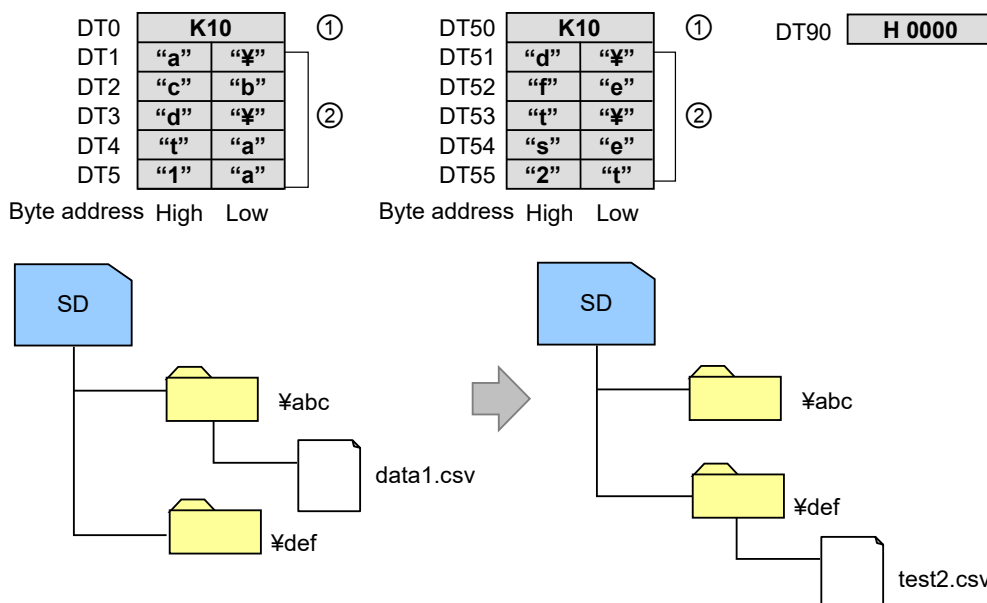 DT0 K10 ① DT50 K10 ① DT90 H 0000
DT1 “a” “¥” DT51 “d” “¥”
DT2 “c” “b” DT52 “f” “e”
DT3 “d” “¥” ② DT53 “t” “¥” ②
DT4 “t” “a” DT54 “s” “e”
DT5 “1” “a” DT55 “2” “t”
Byte address High Low Byte address High Low
SD SD
¥abc ¥abc
data1.csv
¥def ¥def
test2.csv